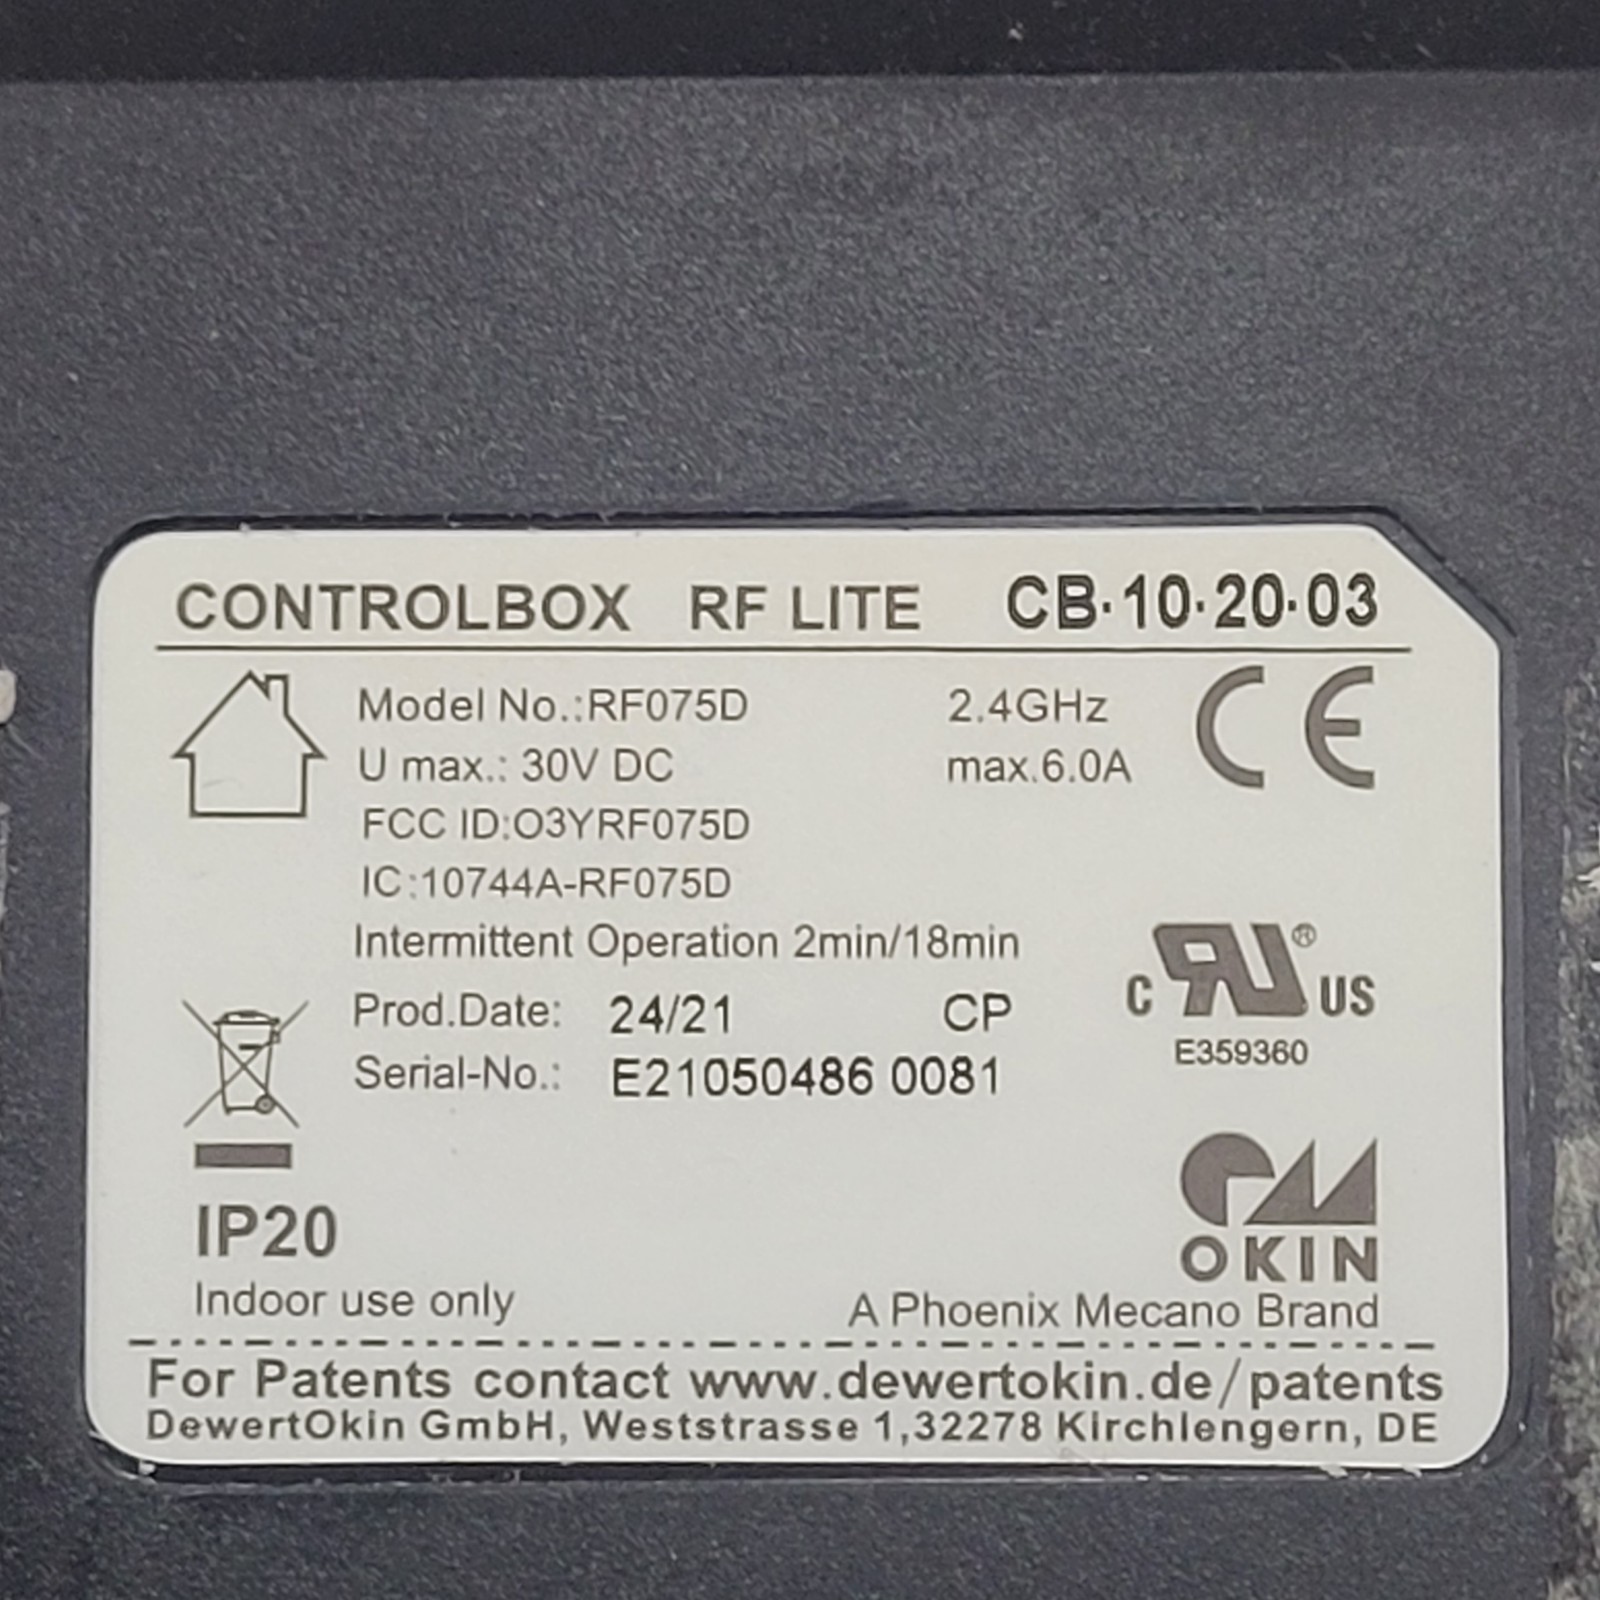 CONTROLBOX RF LITE CB·10·20·03
Model No.:RF075D 2.4GHz CE
U max.: 30V DC max.6.0A
FCC ID:O3YRF075D
IC:10744A-RF075D
Intermittent Operation 2min/18min
C RU® US
Prod.Date: 24/21 CP
E359360
Serial-No.: E21050486 0081
IP20
OKIN
Indoor use only A Phoenix Mecano Brand
For Patents contact www.dewertokin.de/patents
DewertOkin GmbH, Weststrasse 1,32278 Kirchlengern, DE